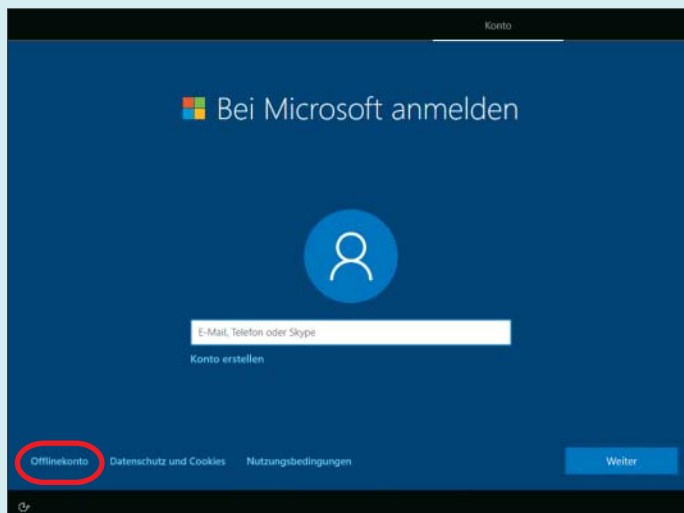 Konto
Bei Microsoft anmelden
E-Mail, Telefon oder Skype
Konto erstellen
Offlinekonto Datenschutz und Cookies Nutzungsbedingungen Weiter